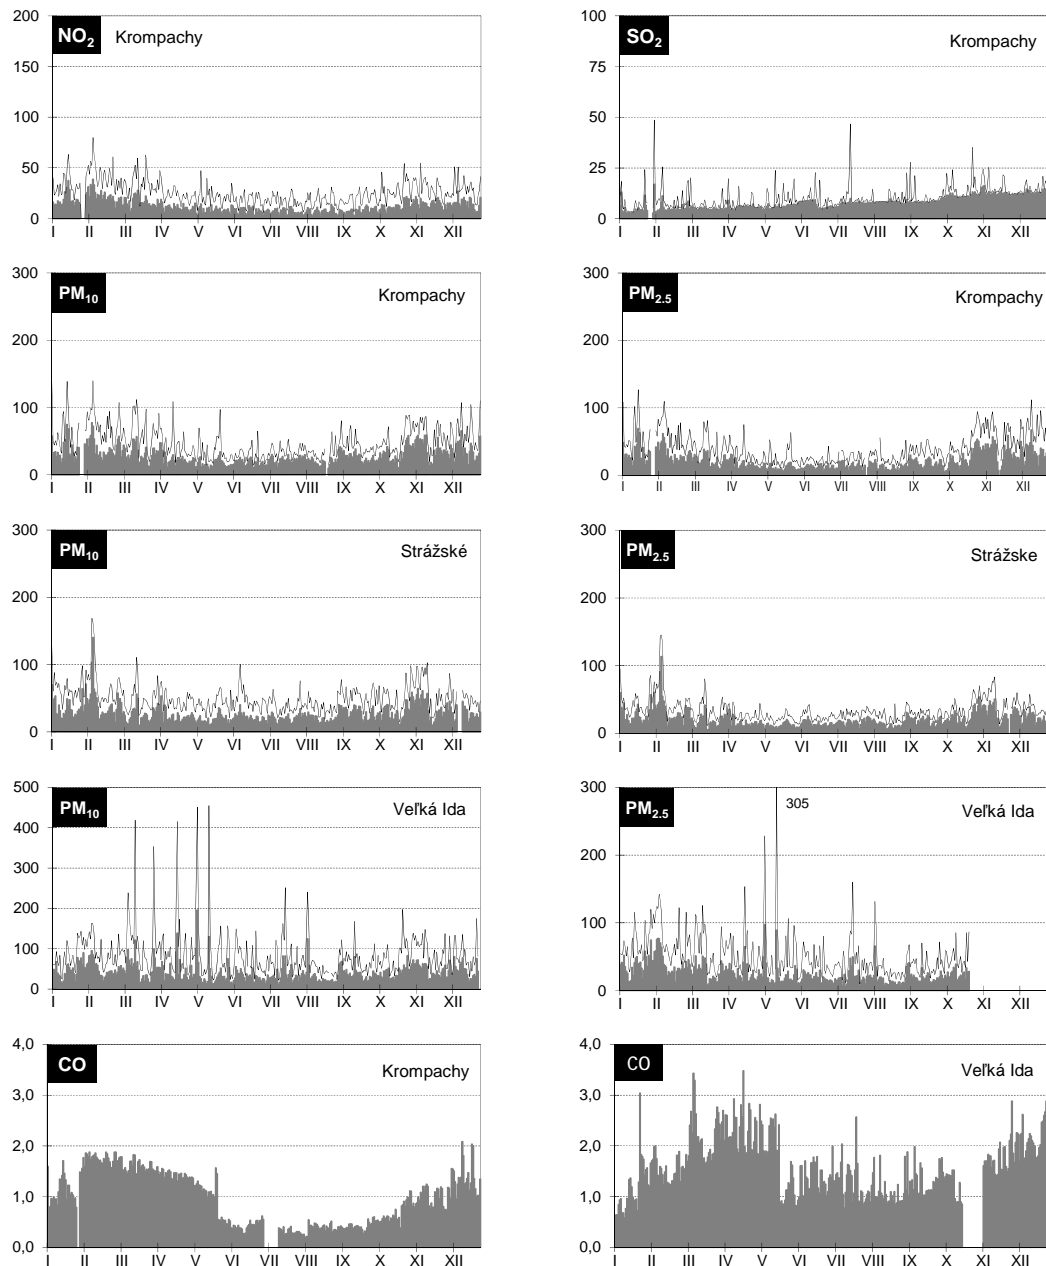 NO2 Krompachy
200
150
100
50
0
I II III IV V VI VII VIII IX X XI XII
SO2 Krompachy
100
75
50
25
0
I II III IV V VI VII VIII IX X XI XII
PM10 Krompachy
300
200
100
0
I II III IV V VI VII VIII IX X XI XII
PM2.5 Krompachy
300
200
100
0
I II III IV V VI VII VIII IX X XI XII
PM10 Strážské
300
200
100
0
I II III IV V VI VII VIII IX X XI XII
PM2.5 Strážske
300
200
100
0
I II III IV V VI VII VIII IX X XI XII
PM10 Veľká Ida
500
400
300
200
100
0
I II III IV V VI VII VIII IX X XI XII
PM2.5 305 Veľká Ida
300
200
100
0
I II III IV V VI VII VIII IX X XI XII
CO Krompachy
4,0
3,0
2,0
1,0
0,0
I II III IV V VI VII VIII IX X XI XII
CO Veľká Ida
4,0
3,0
2,0
1,0
0,0
I II III IV V VI VII VIII IX X XI XII